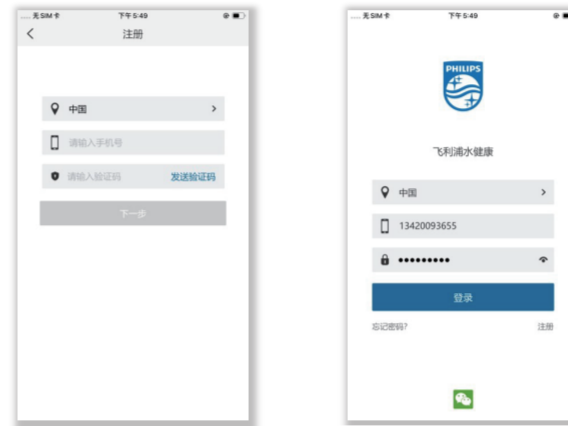 ..... 无SIM卡 下午5:49
注册
中国
请输入手机号
请输入验证码 发送验证码
下一步
..... 无SIM卡 下午5:49
PHILIPS
飞利浦水健康
中国
13420093655
•••••••••
登录
忘记密码? 注册